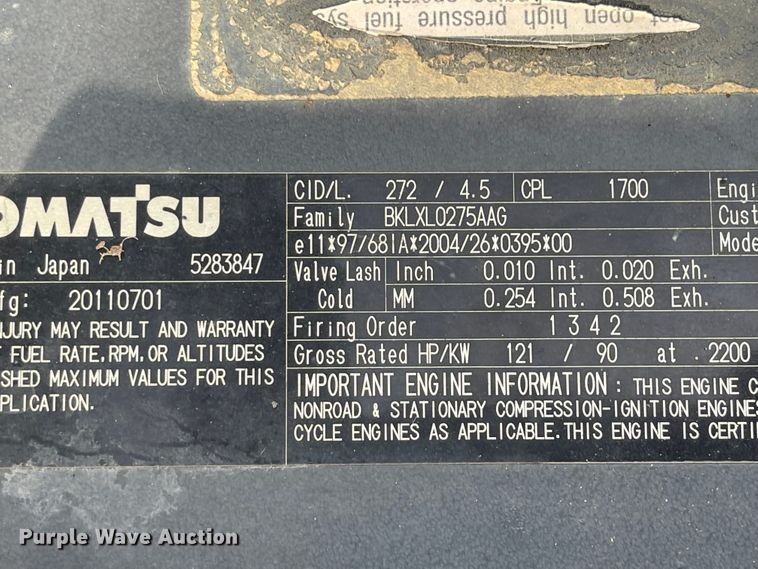 not open high pressure fuel sy
engine operation
OMATSU
in Japan 5283847
fg: 20110701
NJURY MAY RESULT AND WARRANTY
FUEL RATE.RPM.OR ALTITUDES
SHED MAXIMUM VALUES FOR THIS
PLICATION.
CID/L. 272 / 4.5 CPL 1700 Engi
Family BKLXL0275AAG Cust
e11*97/68IA*2004/26*0395*00 Mode
Valve Lash Inch 0.010 Int. 0.020 Exh.
Cold MM 0.254 Int. 0.508 Exh.
Firing Order 1 3 4 2
Gross Rated HP/KW 121 / 90 at 2200
IMPORTANT ENGINE INFORMATION : THIS ENGINE C
NONROAD & STATIONARY COMPRESSION-IGNITION ENGINES
CYCLE ENGINES AS APPLICABLE.THIS ENGINE IS CERTI
Purple Wave Auction